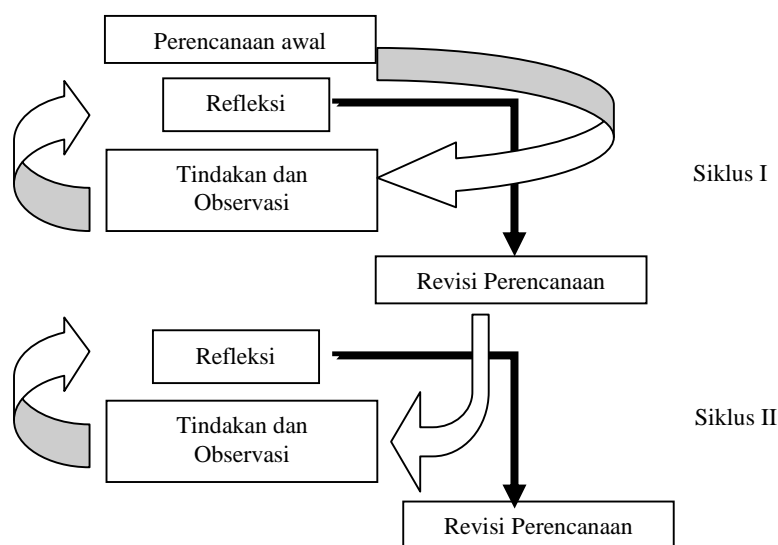 Perencanaan awal
Refleksi
Tindakan dan
Observasi
Siklus I
Revisi Perencanaan
Refleksi
Tindakan dan
Observasi
Siklus II
Revisi Perencanaan